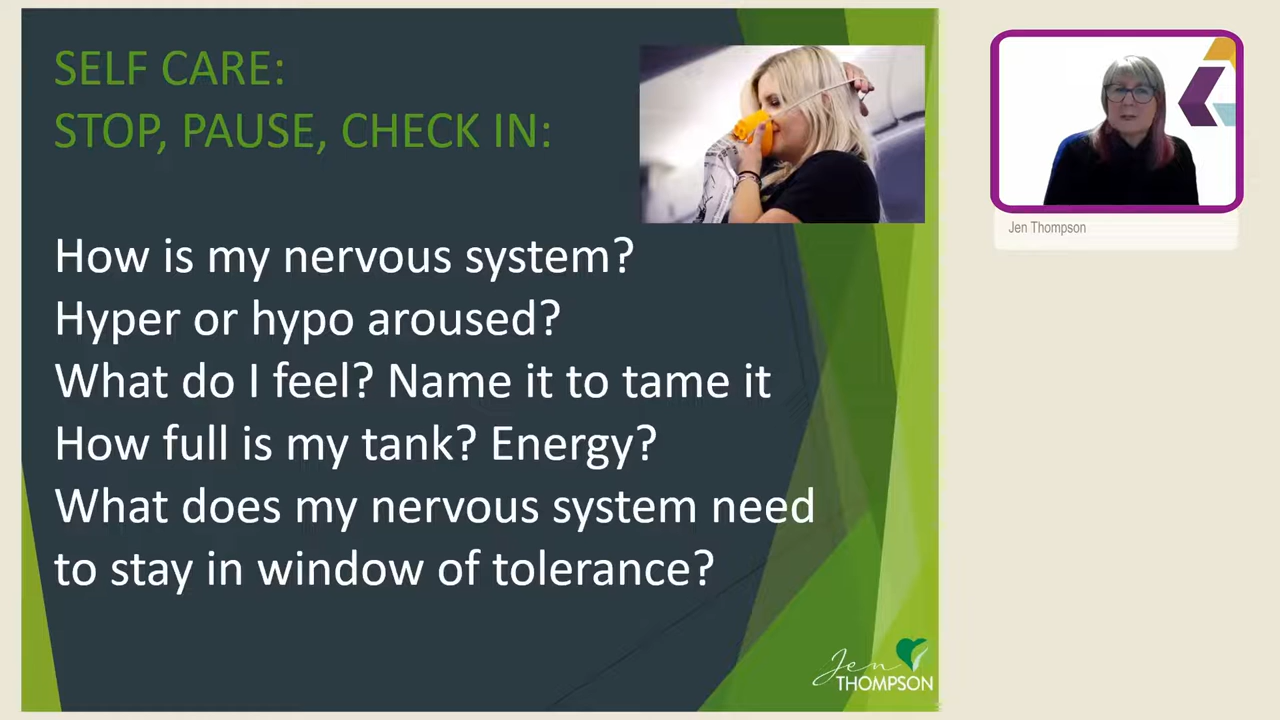 SELF CARE:
STOP, PAUSE, CHECK IN:
How is my nervous system?
Hyper or hypo aroused?
What do I feel? Name it to tame it
How full is my tank? Energy?
What does my nervous system need
to stay in window of tolerance?
Jen
THOMPSON
Jen Thompson